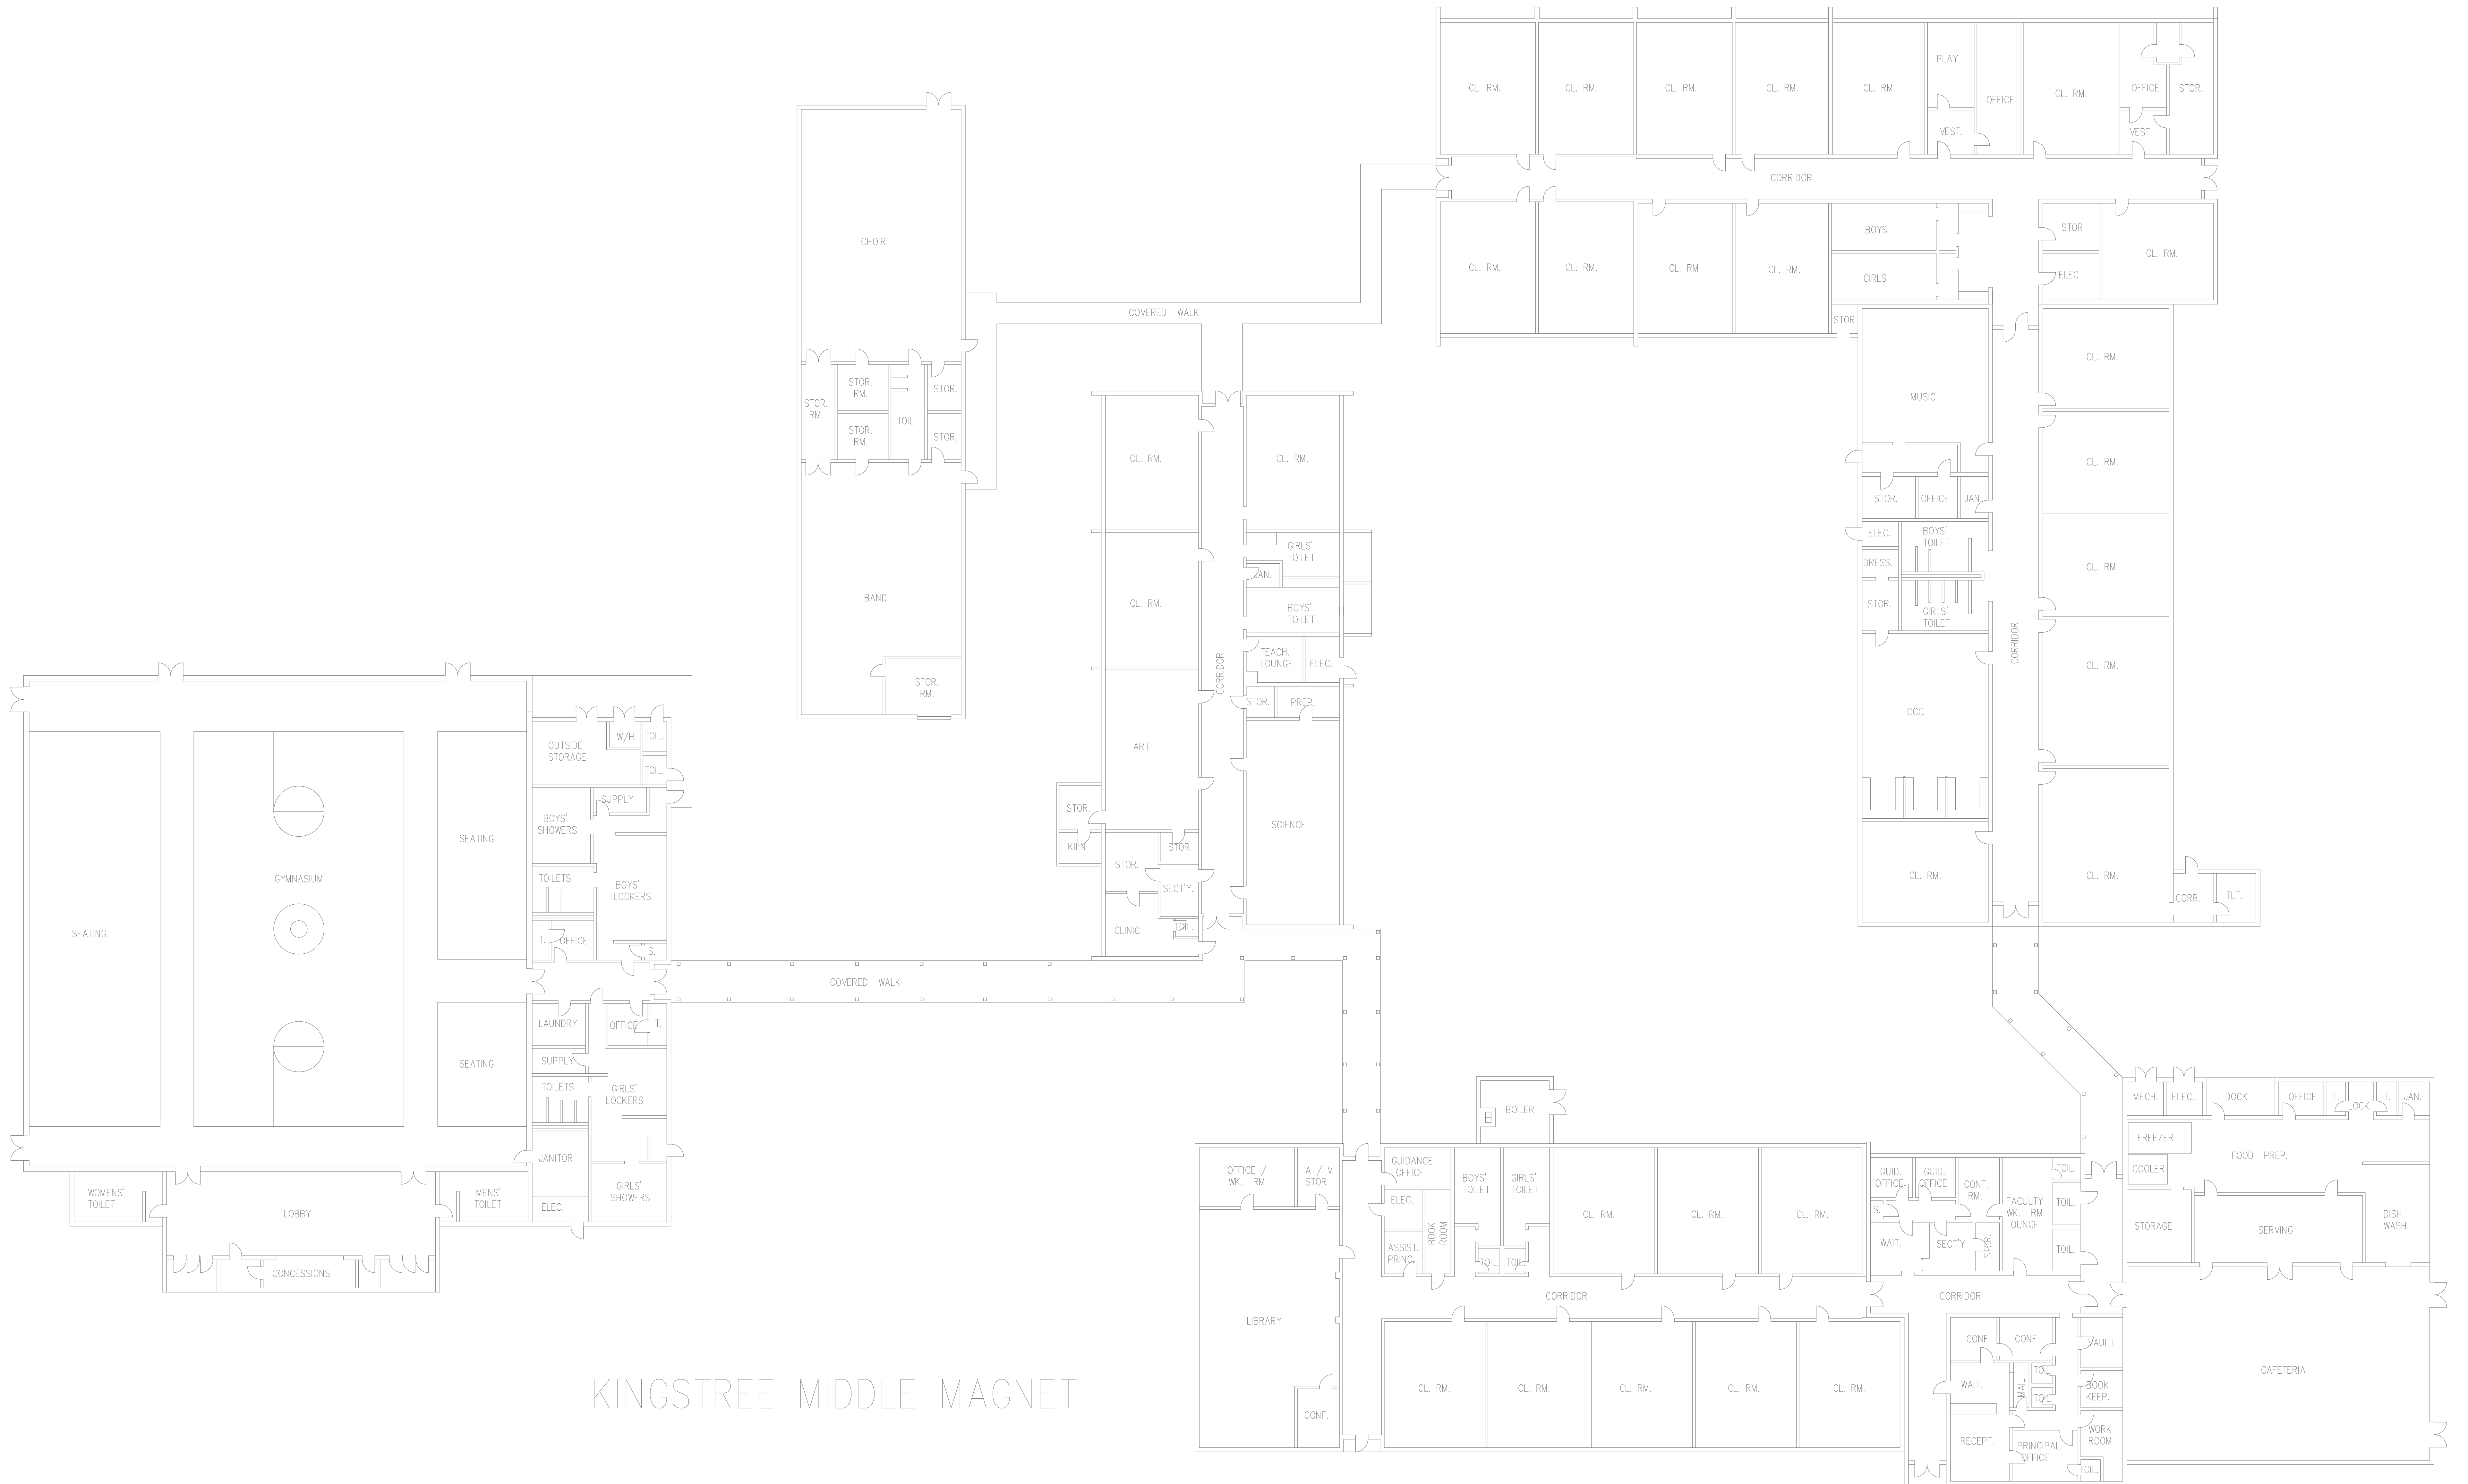 CL. RM.
CL. RM.
CL. RM.
CL. RM.
CL. RM.
PLAY
VEST.
OFFICE
CL. RM.
OFFICE
VEST.
STOR.
CORRIDOR
CL. RM.
CL. RM.
CL. RM.
CL. RM.
BOYS
GIRLS
STOR
ELEC
CL. RM.
STOR
CHOIR
COVERED WALK
STOR.
RM.
STOR.
RM.
STOR.
RM.
TOIL.
STOR.
STOR.
BAND
STOR.
RM.
CL. RM.
CL. RM.
CL. RM.
GIRLS'
TOILET
JAN.
BOYS'
TOILET
TEACH.
LOUNGE
ELEC.
CORRIDOR
STOR.
PREP.
ART
SCIENCE
STOR.
KILN
STOR.
STOR.
SECT'Y.
CLINIC
TOIL.
MUSIC
STOR.
OFFICE
JAN.
ELEC.
DRESS.
STOR.
BOYS'
TOILET
GIRLS'
TOILET
CORRIDOR
CCC.
CL. RM.
CL. RM.
CL. RM.
CL. RM.
CL. RM.
CL. RM.
CORR.
TLT.
OUTSIDE
STORAGE
W/H
TOIL.
TOIL.
SUPPLY
BOYS'
SHOWERS
TOILETS
BOYS'
LOCKERS
T.
OFFICE
S.
SEATING
GYMNASIUM
SEATING
SEATING
COVERED WALK
LAUNDRY
OFFICE
T.
SUPPLY
TOILETS
GIRLS'
LOCKERS
JANITOR
GIRLS'
SHOWERS
ELEC.
WOMENS'
TOILET
LOBBY
MENS'
TOILET
CONCESSIONS
KINGSTREE MIDDLE MAGNET
BOILER
OFFICE /
WK. RM.
A / V
STOR.
GUIDANCE
OFFICE
ELEC.
BOOK
ROOM
ASSIST.
PRINC.
BOYS'
TOILET
GIRLS'
TOILET
TOIL.
TOIL.
CL. RM.
CL. RM.
CL. RM.
LIBRARY
CONF.
CORRIDOR
CL. RM.
CL. RM.
CL. RM.
CL. RM.
CL. RM.
GUID.
OFFICE
GUID.
OFFICE
CONF.
RM.
FACULTY
WK. RM.
LOUNGE
TOIL.
TOIL.
TOIL.
S.
WAIT.
SECT'Y.
STOR.
CORRIDOR
CONF
CONF
VAULT
WAIT.
MAIL
TOIL.
TOIL.
BOOK
KEEP.
RECEPT.
PRINCIPAL
OFFICE
WORK
ROOM
TOIL.
MECH.
ELEC.
DOCK
OFFICE
T.
LOCK.
T.
JAN.
FREEZER
COOLER
FOOD PREP.
STORAGE
SERVING
DISH
WASH.
CAFETERIA